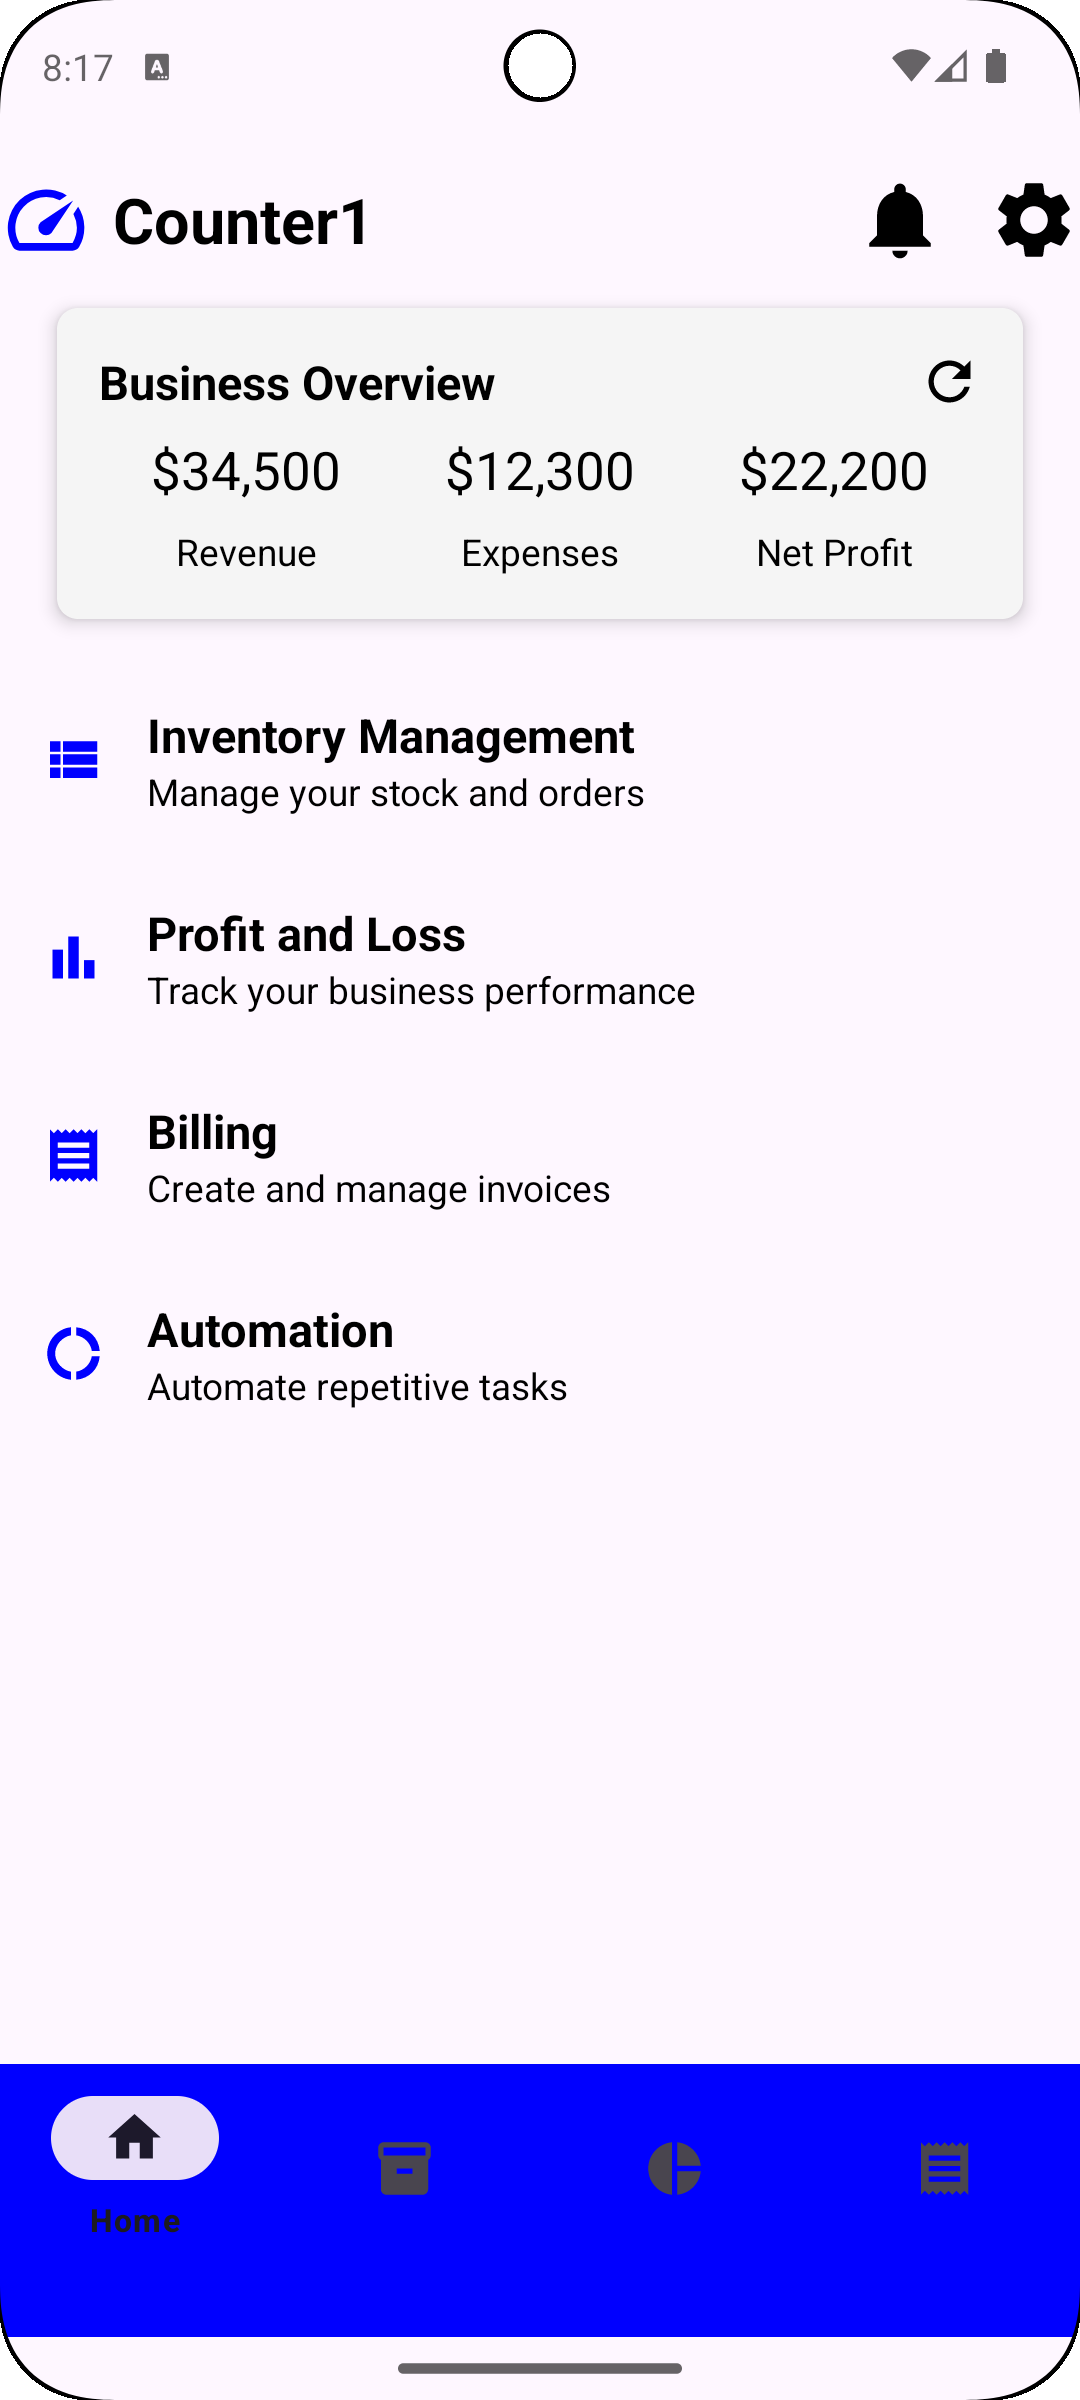 8:17
Counter1
Business Overview
$34,500 $12,300 $22,200
Revenue Expenses Net Profit
Inventory Management
Manage your stock and orders
Profit and Loss
Track your business performance
Billing
Create and manage invoices
Automation
Automate repetitive tasks
Home